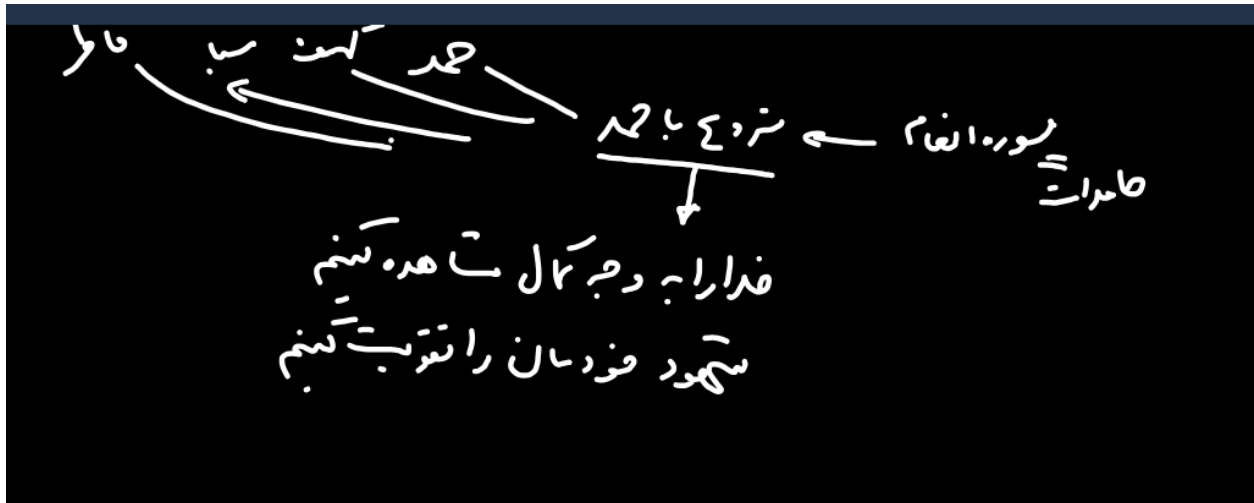 حمد کهف سبا فاطر
سوره انعام ← شروع با حمد
حامدات
خدا را به وجه کمال مشاهده کنیم
شهود خودمان را تقویت کنیم